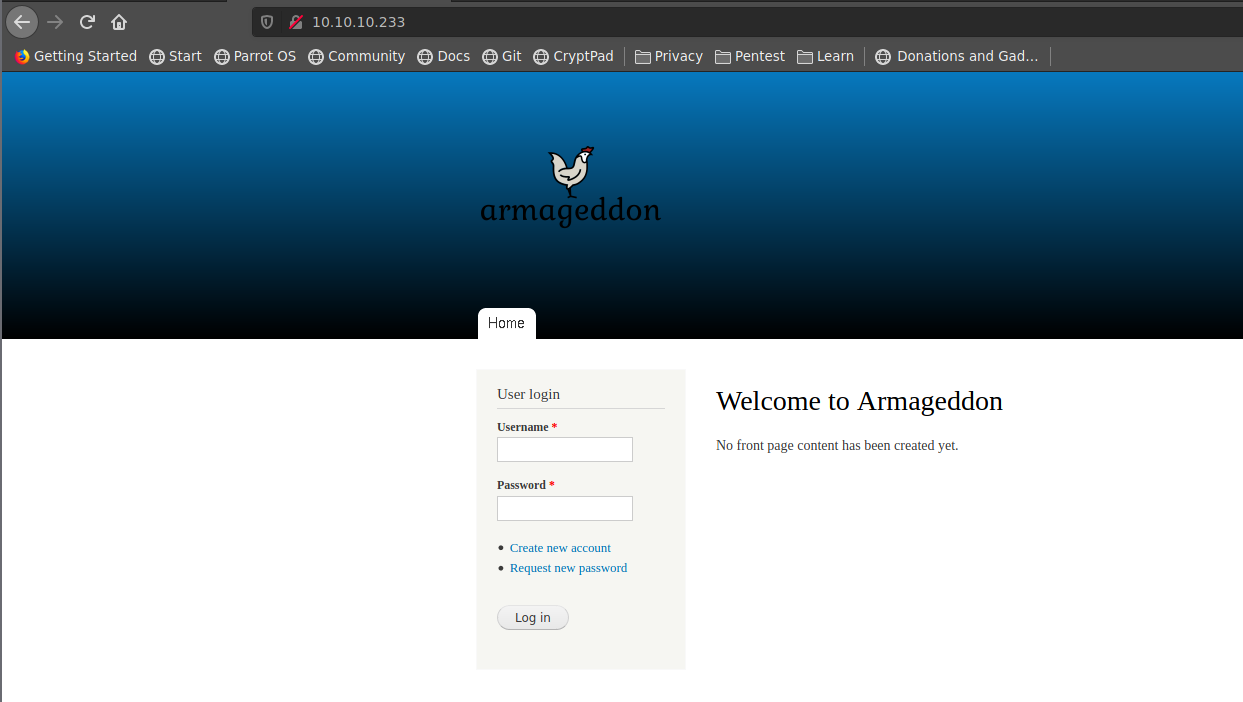 10.10.10.233
Getting Started Start Parrot OS Community Docs Git CryptPad Privacy Pentest Learn Donations and Gad...
armageddon
Home
User login
Username *
Password *
Create new account
Request new password
Log in
Welcome to Armageddon
No front page content has been created yet.